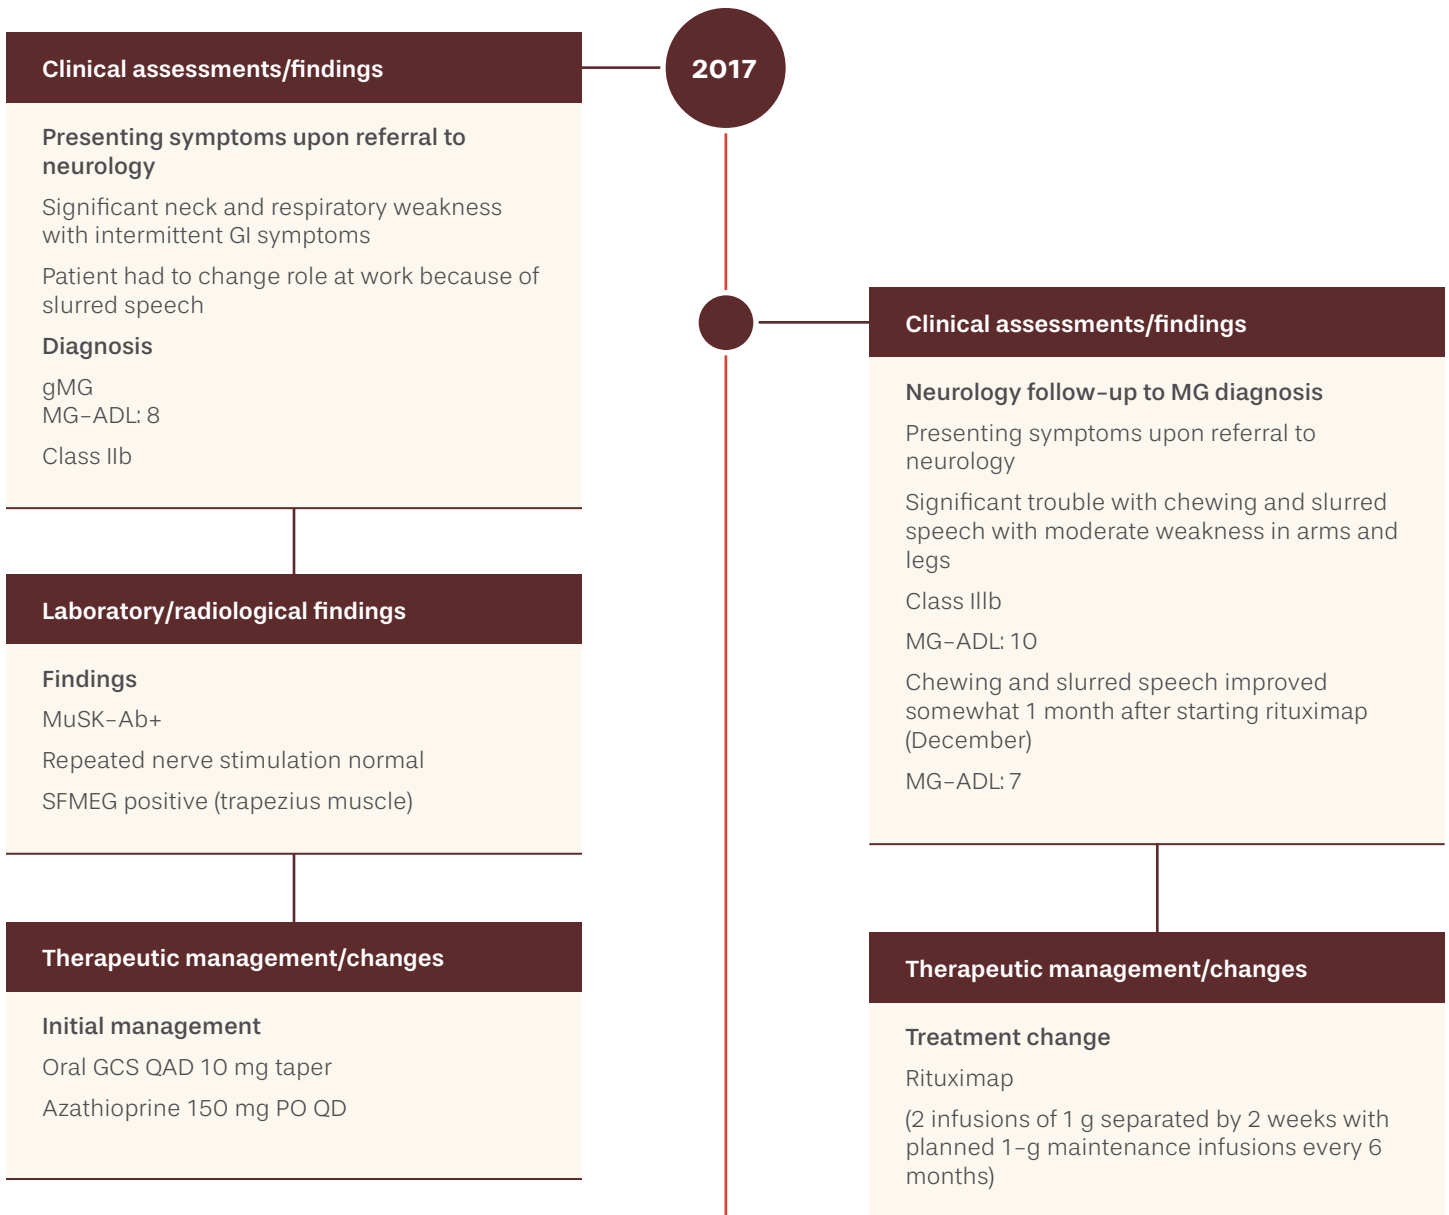 2017
Clinical assessments/findings
Presenting symptoms upon referral to
neurology
Significant neck and respiratory weakness
with intermittent GI symptoms
Patient had to change role at work because of
slurred speech
Diagnosis
gMG
MG-ADL: 8
Class IIb
Laboratory/radiological findings
Findings
MuSK-Ab+
Repeated nerve stimulation normal
SFMEG positive (trapezius muscle)
Therapeutic management/changes
Initial management
Oral GCS QAD 10 mg taper
Azathioprine 150 mg PO QD
Clinical assessments/findings
Neurology follow-up to MG diagnosis
Presenting symptoms upon referral to
neurology
Significant trouble with chewing and slurred
speech with moderate weakness in arms and
legs
Class IIIb
MG-ADL: 10
Chewing and slurred speech improved
somewhat 1 month after starting rituximap
(December)
MG-ADL: 7
Therapeutic management/changes
Treatment change
Rituximap
(2 infusions of 1 g separated by 2 weeks with
planned 1-g maintenance infusions every 6
months)